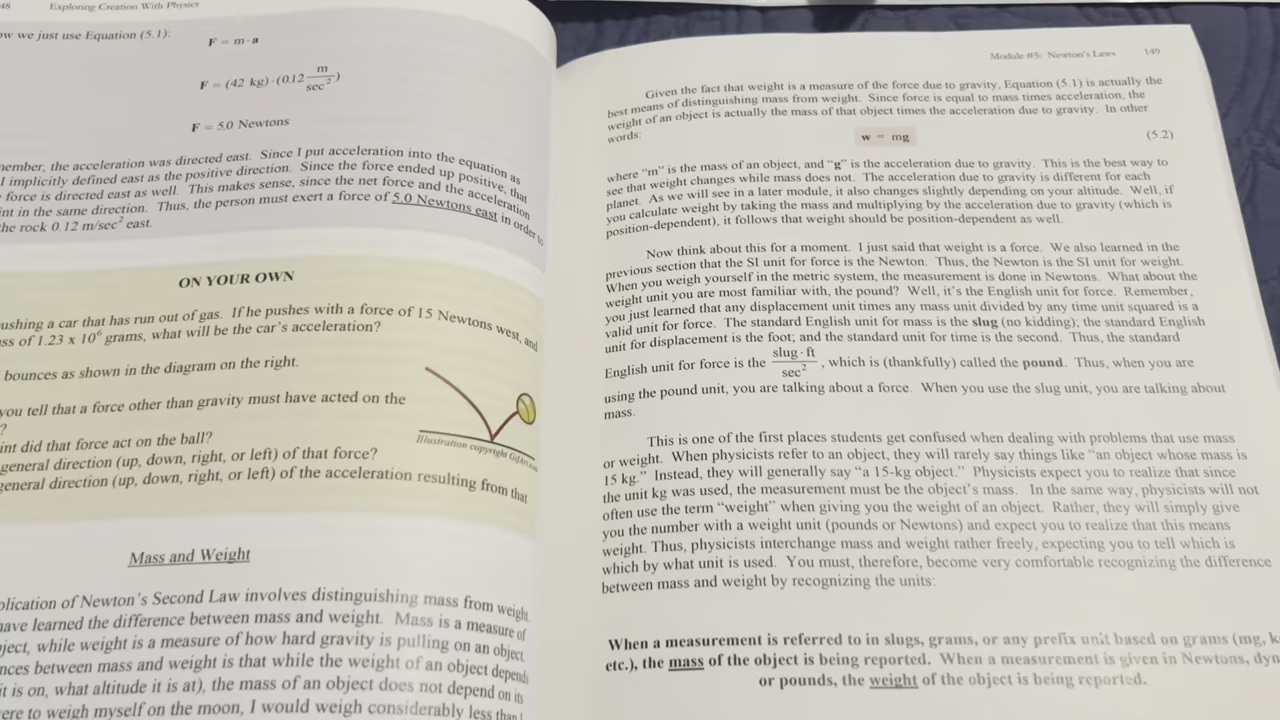 48 Exploring Creation With Physics
ow we just use Equation (5.1):
F = m·a
F = (42 kg)·(0.12 m/sec²)
F = 5.0 Newtons
member, the acceleration was directed east. Since I put acceleration into the equation as
I implicitly defined east as the positive direction. Since the force ended up positive, that
force is directed east as well. This makes sense, since the net force and the acceleration
int in the same direction. Thus, the person must exert a force of 5.0 Newtons east in order to
he rock 0.12 m/sec² east.
ON YOUR OWN
ushing a car that has run out of gas. If he pushes with a force of 15 Newtons west, and
ss of 1.23 x 10⁶ grams, what will be the car's acceleration?
bounces as shown in the diagram on the right.
you tell that a force other than gravity must have acted on the
?
int did that force act on the ball?
general direction (up, down, right, or left) of that force?
general direction (up, down, right, or left) of the acceleration resulting from that
Illustration copyright GifArt.com
Mass and Weight
plication of Newton's Second Law involves distinguishing mass from weight.
have learned the difference between mass and weight. Mass is a measure of
ject, while weight is a measure of how hard gravity is pulling on an object.
nces between mass and weight is that while the weight of an object depends
it is on, what altitude it is at), the mass of an object does not depend on its
ere to weigh myself on the moon, I would weigh considerably less than I
Module #5: Newton's Laws 149
Given the fact that weight is a measure of the force due to gravity, Equation (5.1) is actually the
best means of distinguishing mass from weight. Since force is equal to mass times acceleration, the
weight of an object is actually the mass of that object times the acceleration due to gravity. In other
words:
w = mg (5.2)
where "m" is the mass of an object, and "g" is the acceleration due to gravity. This is the best way to
see that weight changes while mass does not. The acceleration due to gravity is different for each
planet. As we will see in a later module, it also changes slightly depending on your altitude. Well, if
you calculate weight by taking the mass and multiplying by the acceleration due to gravity (which is
position-dependent), it follows that weight should be position-dependent as well.
Now think about this for a moment. I just said that weight is a force. We also learned in the
previous section that the SI unit for force is the Newton. Thus, the Newton is the SI unit for weight.
When you weigh yourself in the metric system, the measurement is done in Newtons. What about the
weight unit you are most familiar with, the pound? Well, it's the English unit for force. Remember,
you just learned that any displacement unit times any mass unit divided by any time unit squared is a
valid unit for force. The standard English unit for mass is the slug (no kidding); the standard English
unit for displacement is the foot; and the standard unit for time is the second. Thus, the standard
English unit for force is the slug·ft/sec², which is (thankfully) called the pound. Thus, when you are
using the pound unit, you are talking about a force. When you use the slug unit, you are talking about
mass.
This is one of the first places students get confused when dealing with problems that use mass
or weight. When physicists refer to an object, they will rarely say things like "an object whose mass is
15 kg." Instead, they will generally say "a 15-kg object." Physicists expect you to realize that since
the unit kg was used, the measurement must be the object's mass. In the same way, physicists will not
often use the term "weight" when giving you the weight of an object. Rather, they will simply give
you the number with a weight unit (pounds or Newtons) and expect you to realize that this means
weight. Thus, physicists interchange mass and weight rather freely, expecting you to tell which is
which by what unit is used. You must, therefore, become very comfortable recognizing the difference
between mass and weight by recognizing the units:
When a measurement is referred to in slugs, grams, or any prefix unit based on grams (mg, k
etc.), the mass of the object is being reported. When a measurement is given in Newtons, dyn
or pounds, the weight of the object is being reported.